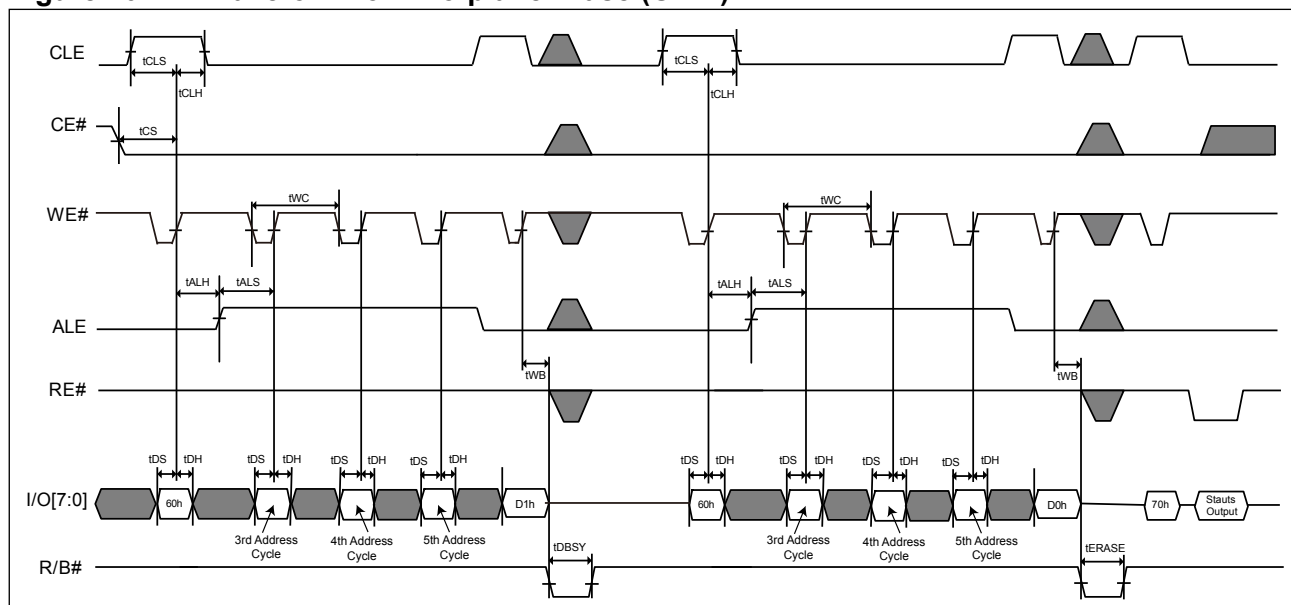 CLE
tCLS
tCLH
tCLS
tCLH
CE#
tCS
WE#
tWC
tWC
ALE
tALH
tALS
tALH
tALS
RE#
tWB
tWB
I/O[7:0]
tDS
tDH
tDS
tDH
tDS
tDH
tDS
tDH
tDS
tDH
tDS
tDH
tDS
tDH
tDS
tDH
60h
D1h
60h
D0h
70h
Stauts
Output
3rd Address
Cycle
4th Address
Cycle
5th Address
Cycle
3rd Address
Cycle
4th Address
Cycle
5th Address
Cycle
R/B#
tDBSY
tERASE